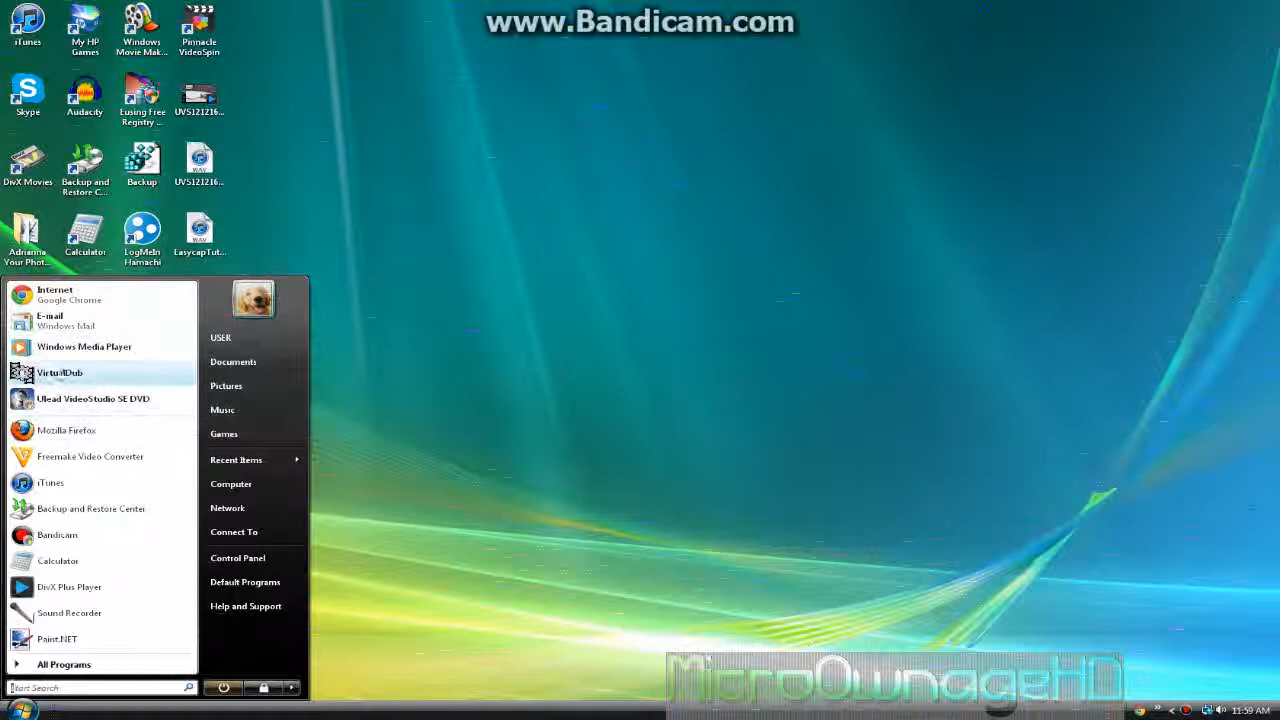 www.Bandicam.com
iTunes
My HP
Games
Windows
Movie Mak...
Pinnacle
VideoSpin
Skype
Audacity
Eusing Free
Registry ...
UVS121216...
DivX Movies
Backup and
Restore C...
Backup
UVS121216...
Adrianna
Your Phot...
Calculator
LogMeIn
Hamachi
EasycapTut...
Internet
Google Chrome
E-mail
Windows Mail
Windows Media Player
VirtualDub
Ulead VideoStudio SE DVD
Mozilla Firefox
Freemake Video Converter
iTunes
Backup and Restore Center
Bandicam
Calculator
DivX Plus Player
Sound Recorder
Paint.NET
All Programs
Start Search
USER
Documents
Pictures
Music
Games
Recent Items
Computer
Network
Connect To
Control Panel
Default Programs
Help and Support
MicroOwnageHD
11:59 AM